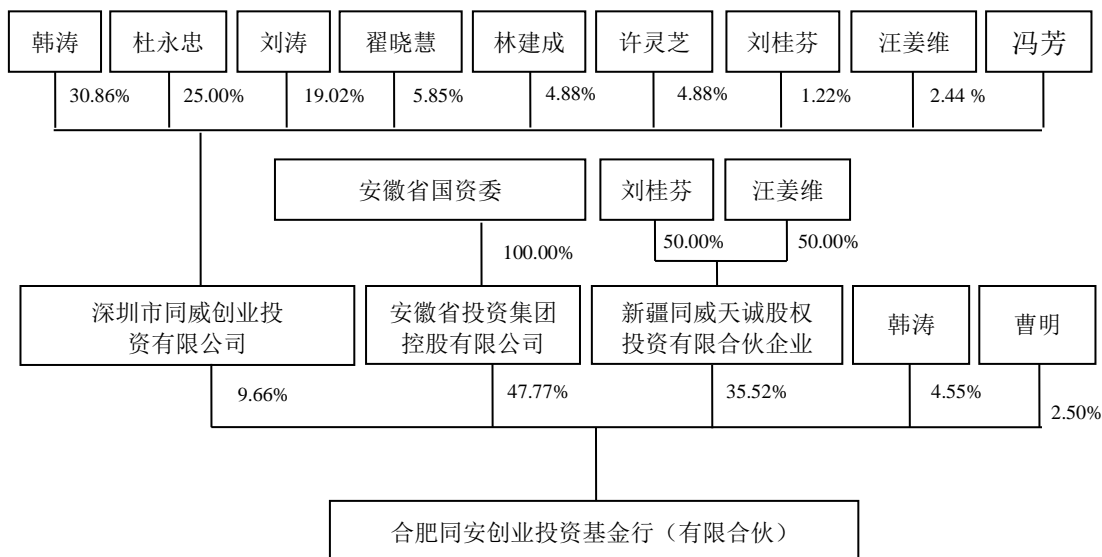 韩涛 杜永忠 刘涛 翟晓慧 林建成 许灵芝 刘桂芬 汪姜维 冯芳
30.86% 25.00% 19.02% 5.85% 4.88% 4.88% 1.22% 2.44 %
安徽省国资委 刘桂芬 汪姜维
100.00% 50.00% 50.00%
深圳市同威创业投
资有限公司
安徽省投资集团
控股有限公司
新疆同威天诚股权
投资有限合伙企业
韩涛
曹明
9.66% 47.77% 35.52% 4.55% 2.50%
合肥同安创业投资基金行（有限合伙）